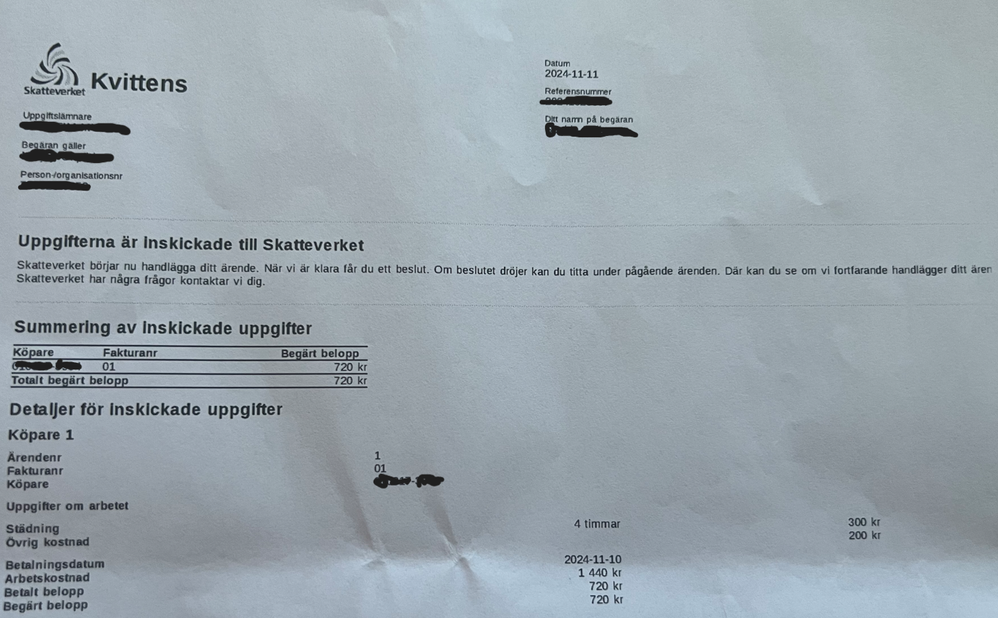 Skatteverket
Kvittens
Datum
2024-11-11
Referensnummer
Uppgiftslämnare
Ditt namn på begäran
Begäran gäller
Person-/organisationsnr
Uppgifterna är inskickade till Skatteverket
Skatteverket börjar nu handlägga ditt ärende. När vi är klara får du ett beslut. Om beslutet dröjer kan du titta under pågående ärenden. Där kan du se om vi fortfarande handlägger ditt ären
Skatteverket har några frågor kontaktar vi dig.
Summering av inskickade uppgifter
Köpare Fakturanr Begärt belopp
01 720 kr
Totalt begärt belopp 720 kr
Detaljer för inskickade uppgifter
Köpare 1
Ärendenr 1
Fakturanr 01
Köpare
Uppgifter om arbetet
Städning 4 timmar 300 kr
Övrig kostnad 200 kr
Betalningsdatum 2024-11-10
Arbetskostnad 1 440 kr
Betalt belopp 720 kr
Begärt belopp 720 kr